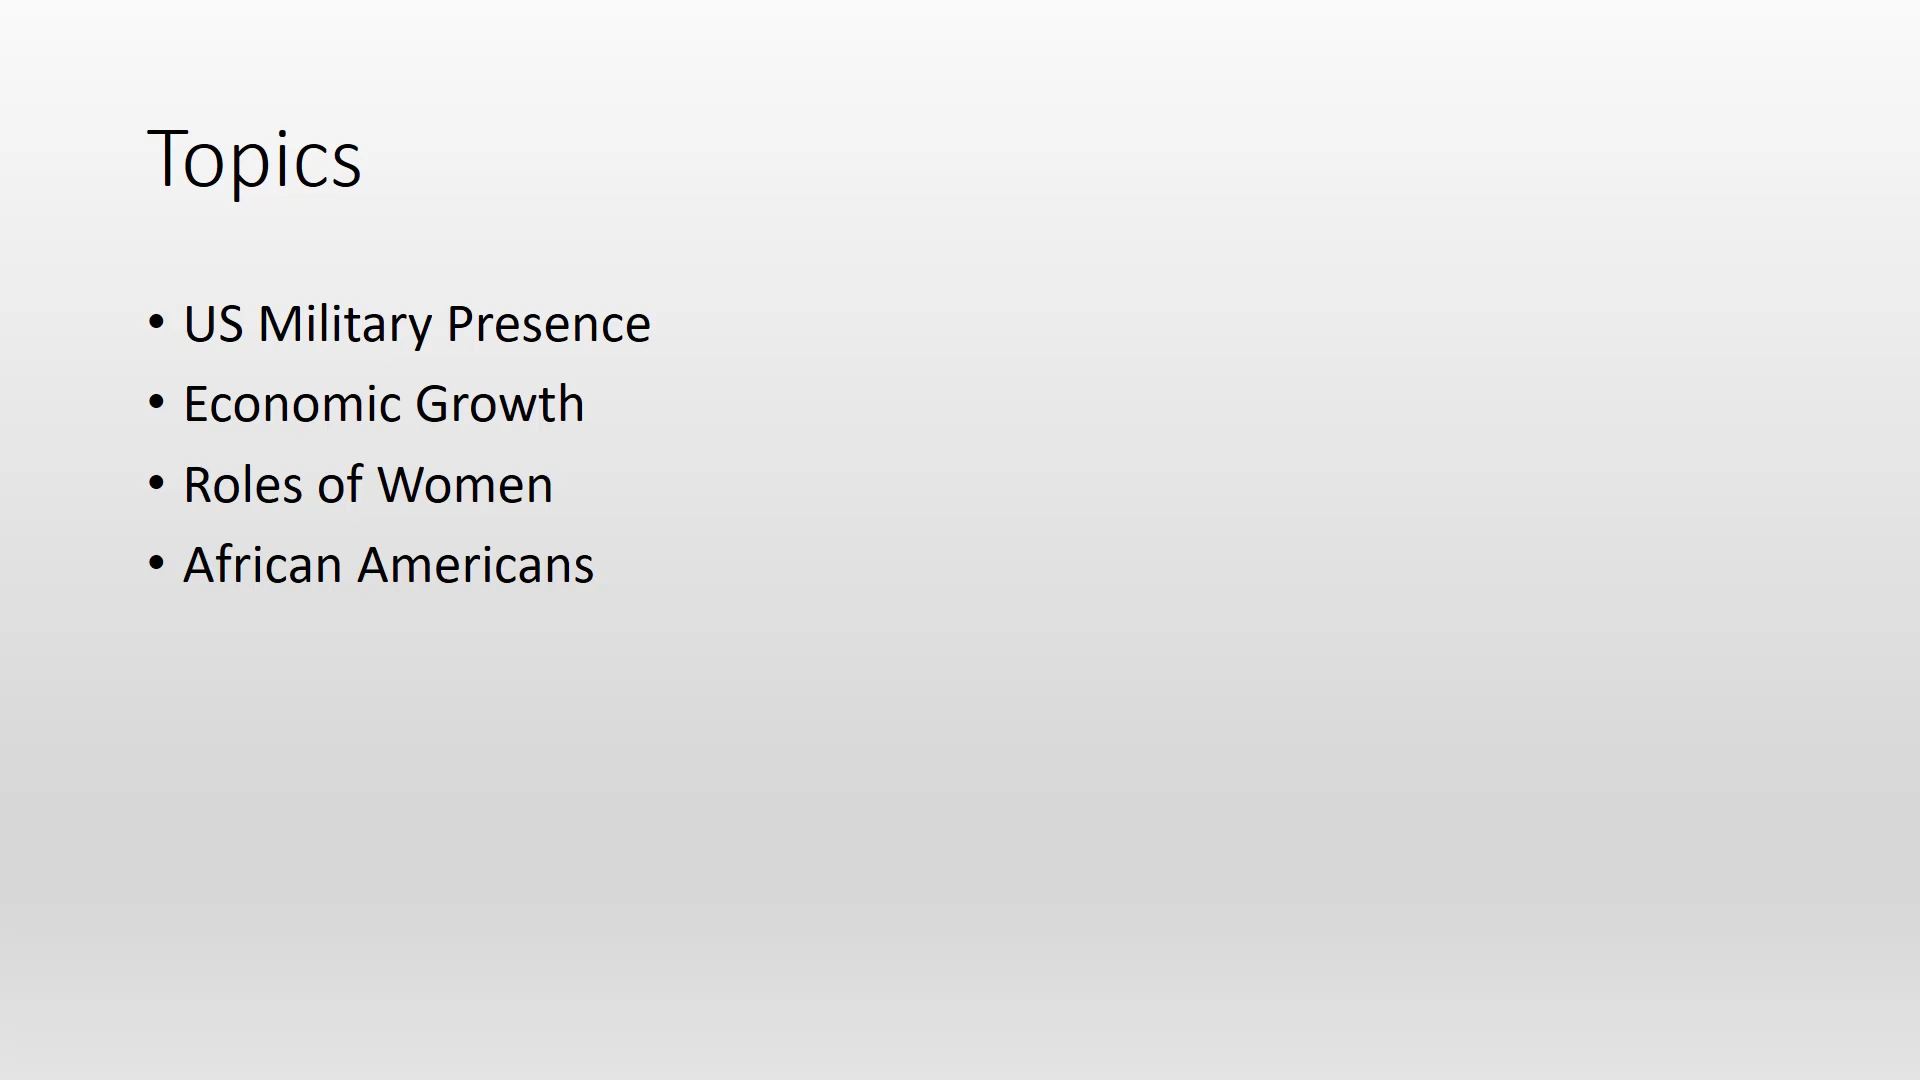 Topics
• US Military Presence
• Economic Growth
• Roles of Women
• African Americans